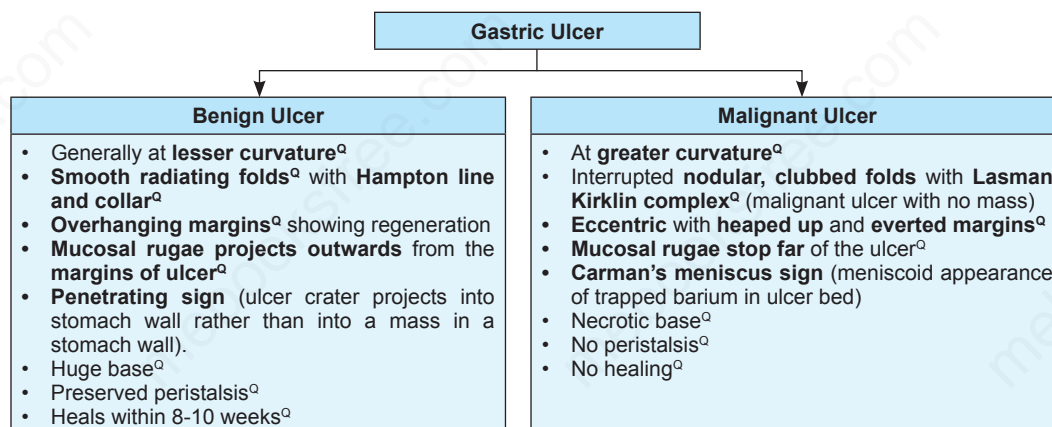 Gastric Ulcer
Benign Ulcer
• Generally at lesser curvatureQ
• Smooth radiating folds Q with Hampton line
and collarQ
• Overhanging marginsQ showing regeneration
• Mucosal rugae projects outwards from the
margins of ulcerQ
• Penetrating sign (ulcer crater projects into
stomach wall rather than into a mass in a
stomach wall).
• Huge baseQ
• Preserved peristalsisQ
• Heals within 8-10 weeksQ
Malignant Ulcer
• At greater curvatureQ
• Interrupted nodular, clubbed folds with Lasman
Kirklin complexQ (malignant ulcer with no mass)
• Eccentric with heaped up and everted marginsQ
• Mucosal rugae stop far of the ulcerQ
• Carman's meniscus sign (meniscoid appearance
of trapped barium in ulcer bed)
• Necrotic baseQ
• No peristalsisQ
• No healingQ